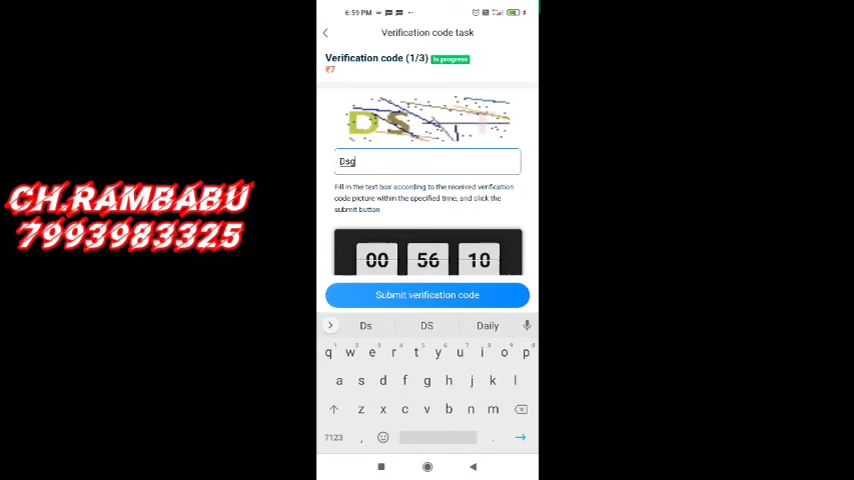 6:59 PM
Verification code task
Verification code (1/3) In progress
₹7
DS
Dsg
Fill in the text box according to the received verification
code picture within the specified time, and click the
submit button
00 56 10
Submit verification code
Ds DS Daily
q w e r t y u i o p
a s d f g h j k l
z x c v b n m
7123 , .
CH.RAMBABU
7993983325